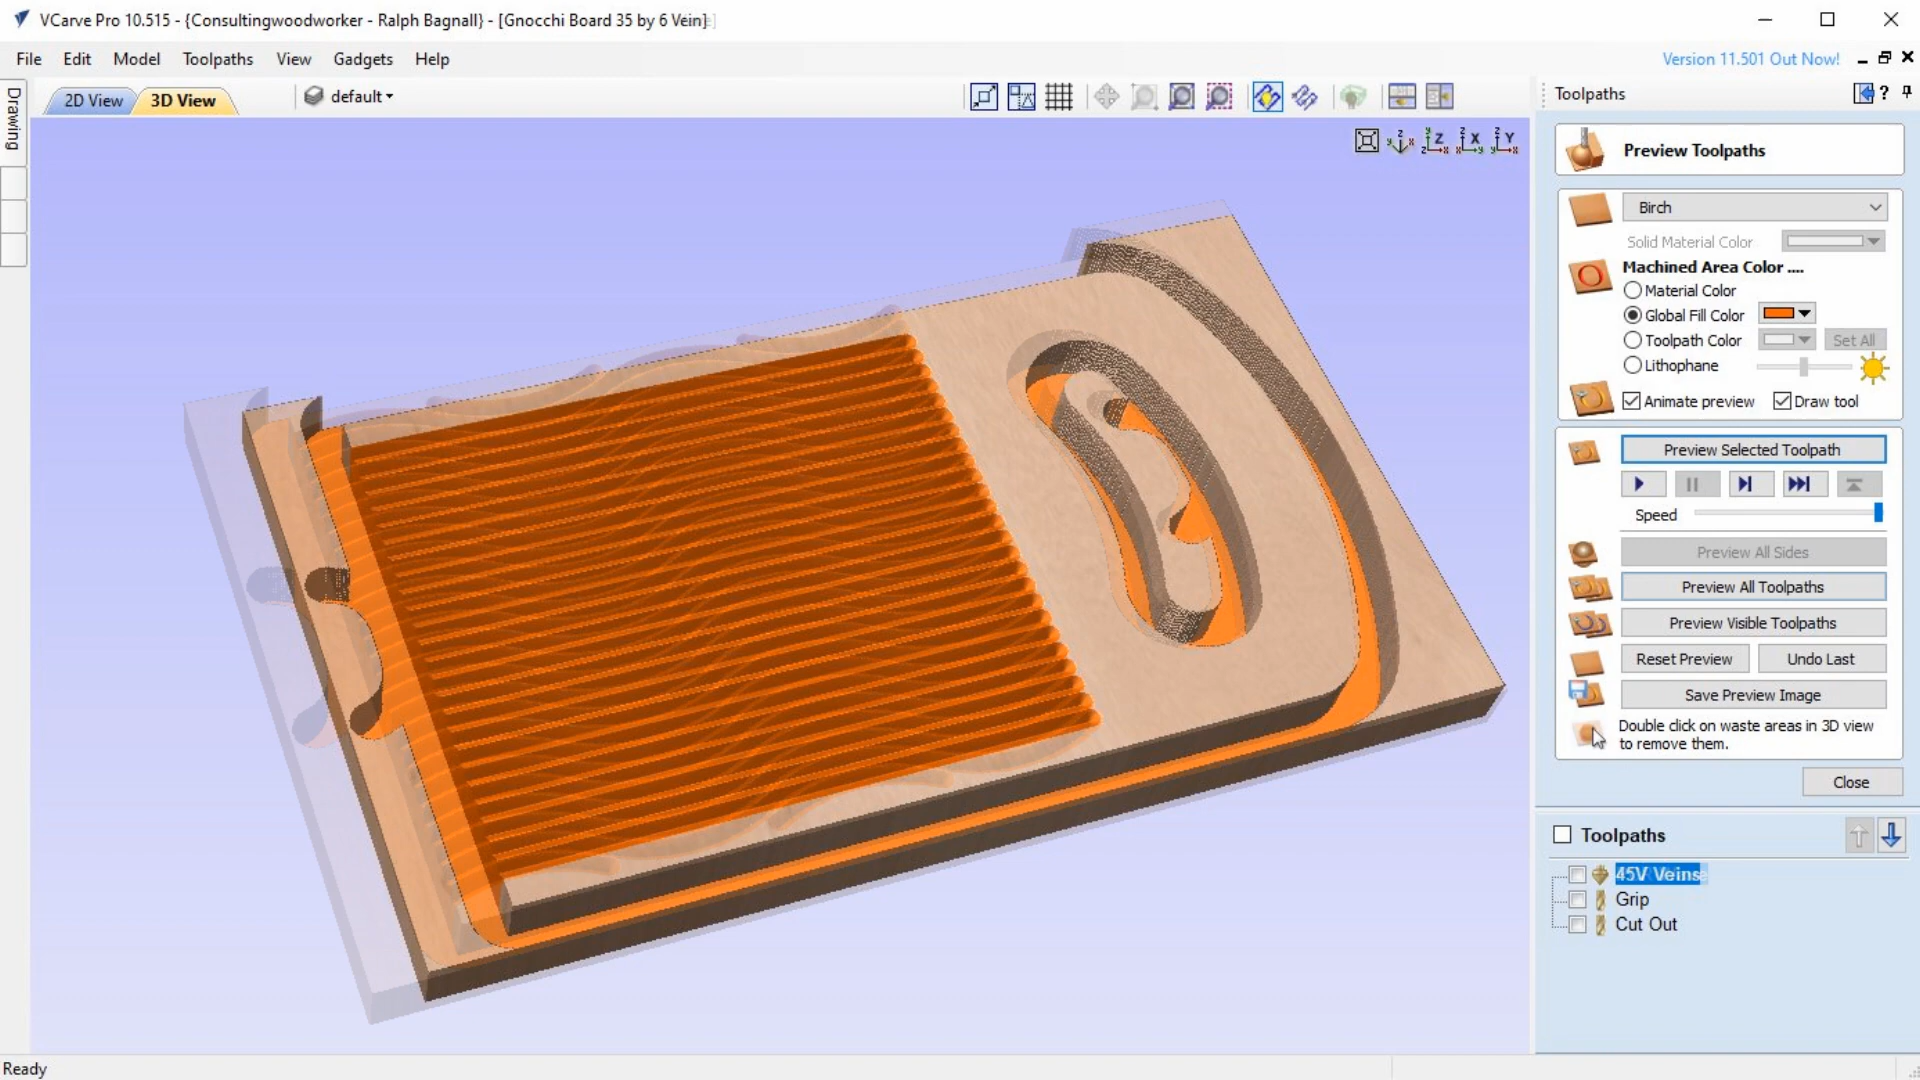 VCarve Pro 10.515 - {Consultingwoodworker - Ralph Bagnall} - [Gnocchi Board 35 by 6 Vein]
File Edit Model Toolpaths View Gadgets Help
Version 11.501 Out Now!
Drawing
2D View
3D View
default
Toolpaths
?
Preview Toolpaths
Birch
Solid Material Color
Machined Area Color ....
Material Color
Global Fill Color
Toolpath Color
Set All
Lithophane
Animate preview
Draw tool
Preview Selected Toolpath
Speed
Preview All Sides
Preview All Toolpaths
Preview Visible Toolpaths
Reset Preview
Undo Last
Save Preview Image
Double click on waste areas in 3D view
to remove them.
Close
Toolpaths
45V Veins
Grip
Cut Out
Ready